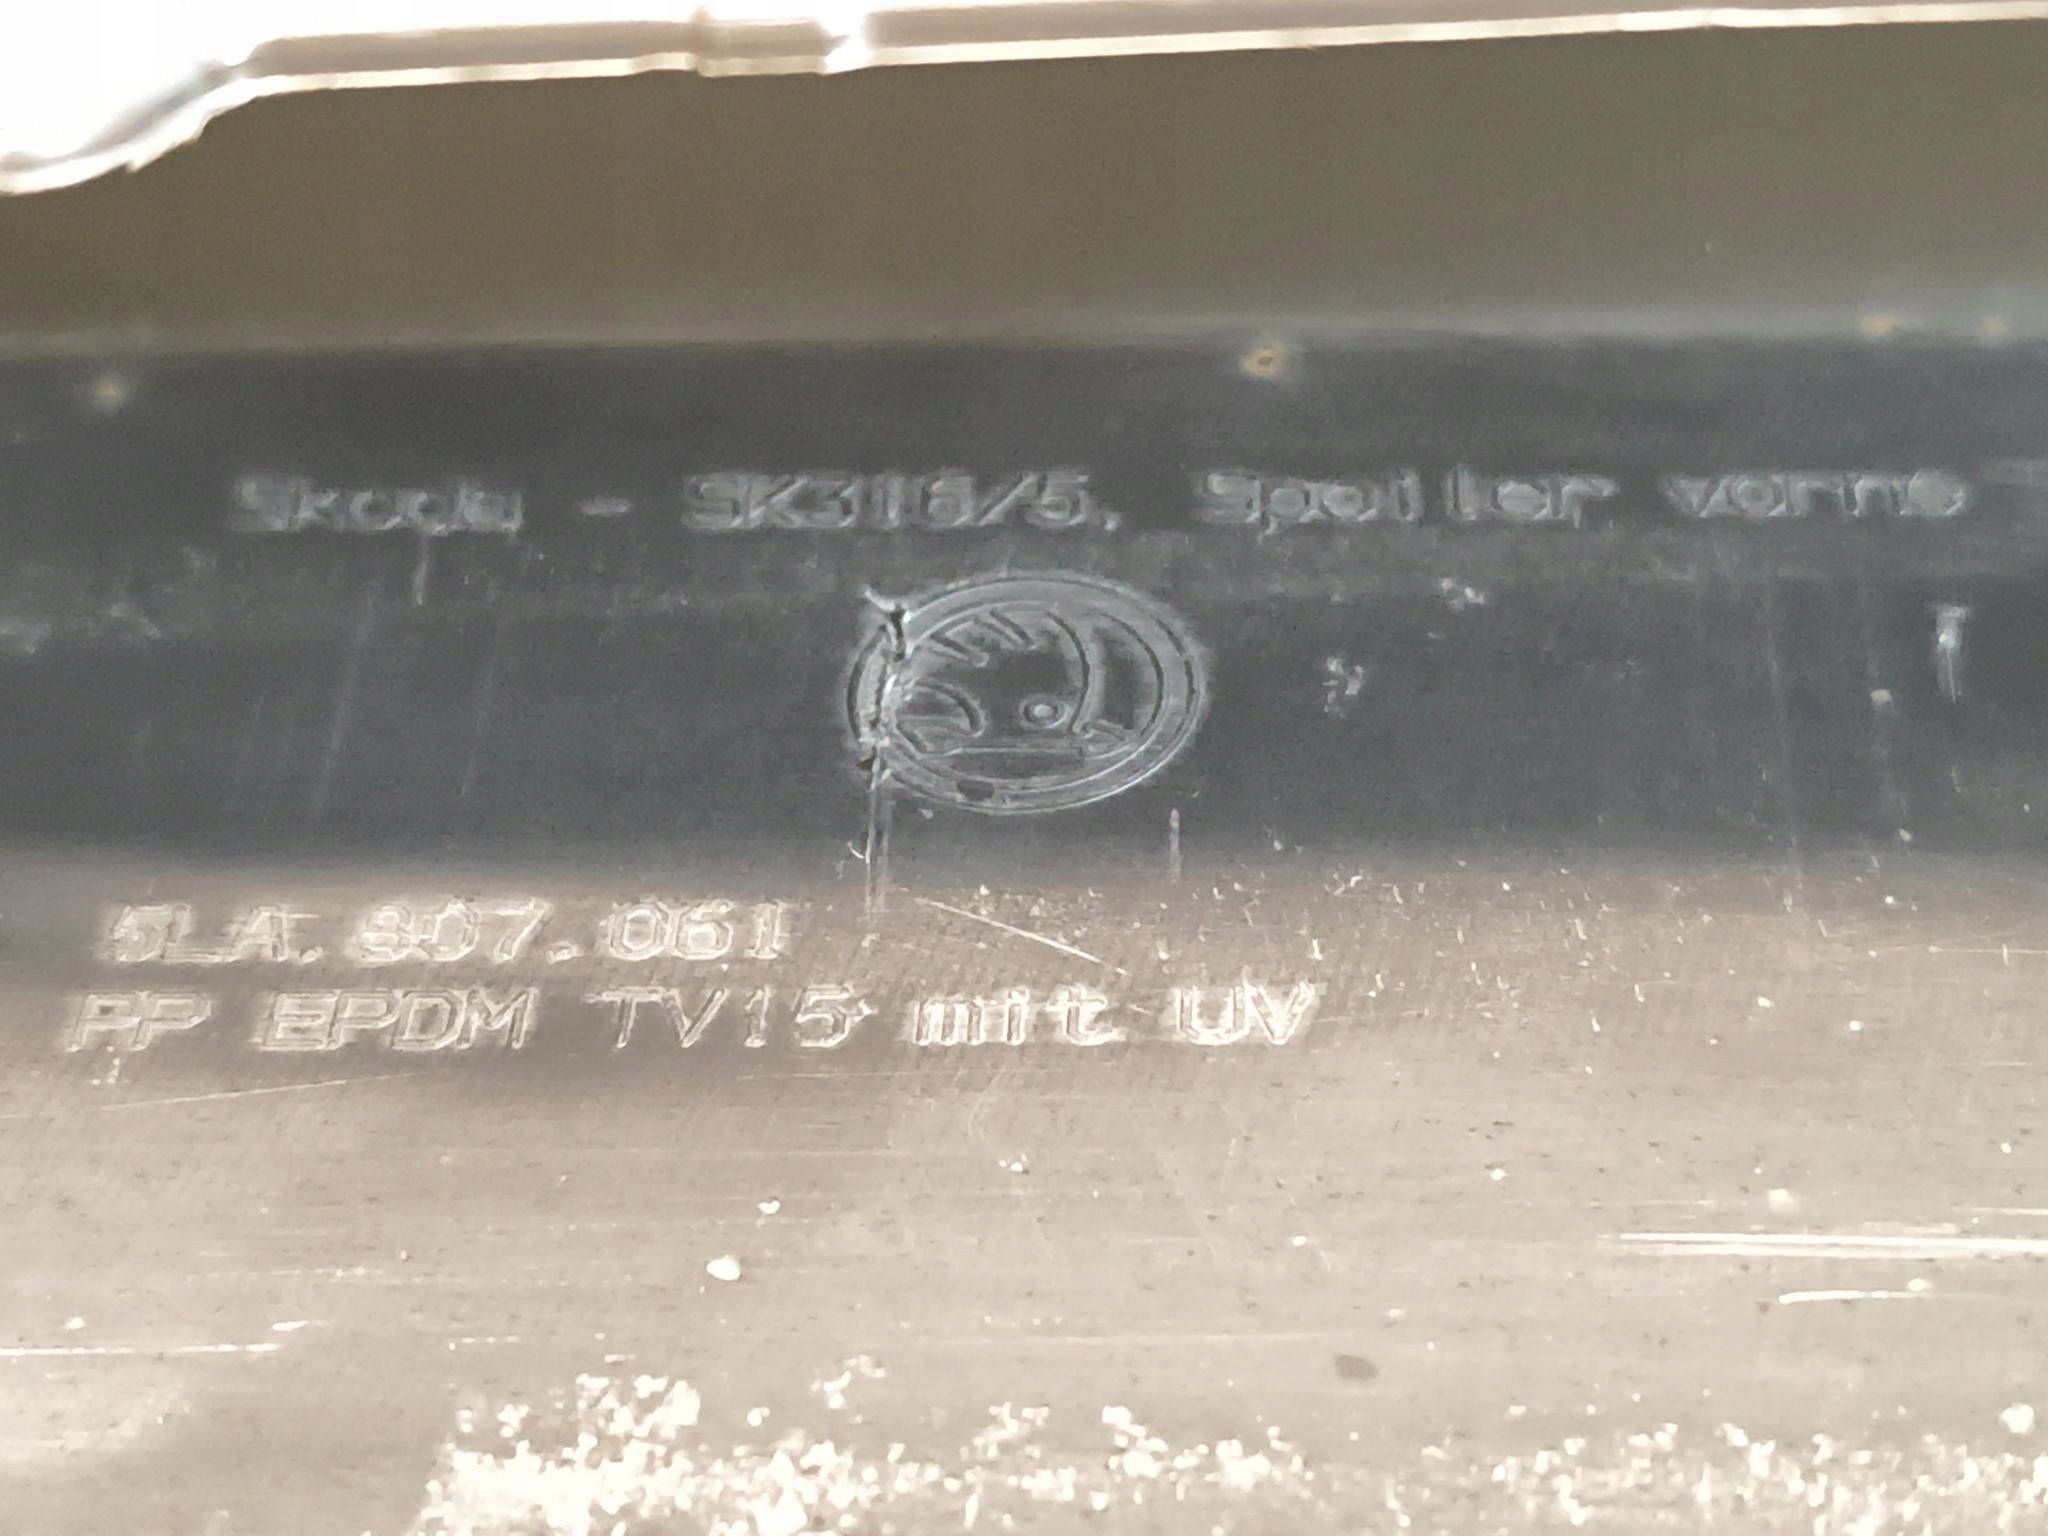 Skoda - SK316/5, Spoiler vorne
5LA.807.061
PP EPDM TV15 mit UV